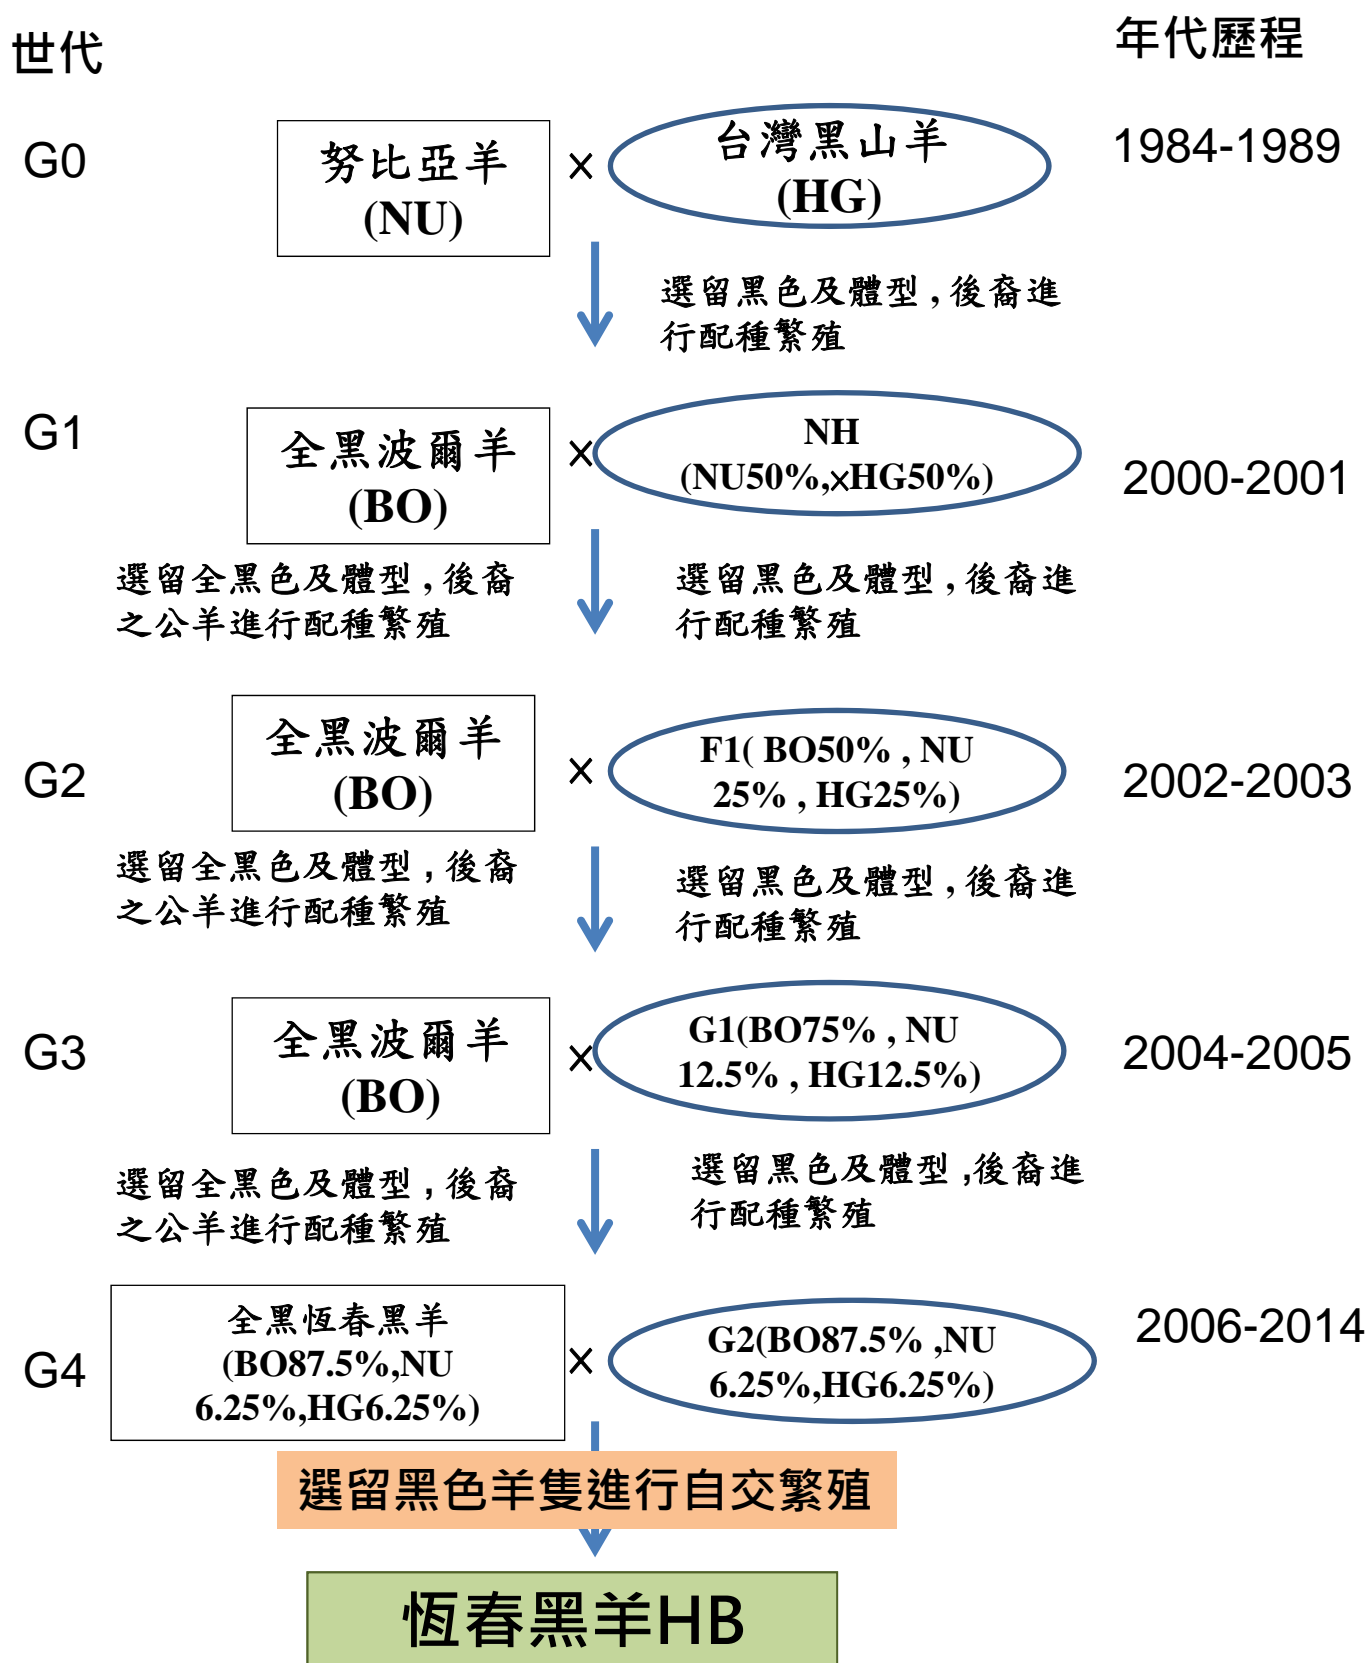 世代
年代歷程
G0
努比亞羊
(NU)
×
台灣黑山羊
(HG)
1984-1989
選留黑色及體型,後裔進
行配種繁殖
G1
全黑波爾羊
(BO)
×
NH
(NU50%,×HG50%)
2000-2001
選留全黑色及體型,後裔
之公羊進行配種繁殖
選留黑色及體型,後裔進
行配種繁殖
G2
全黑波爾羊
(BO)
×
F1( BO50% , NU
25% , HG25%)
2002-2003
選留全黑色及體型,後裔
之公羊進行配種繁殖
選留黑色及體型,後裔進
行配種繁殖
G3
全黑波爾羊
(BO)
×
G1(BO75% , NU
12.5% , HG12.5%)
2004-2005
選留全黑色及體型,後裔
之公羊進行配種繁殖
選留黑色及體型,後裔進
行配種繁殖
G4
全黑恆春黑羊
(BO87.5%,NU
6.25%,HG6.25%)
×
G2(BO87.5% ,NU
6.25%,HG6.25%)
2006-2014
選留黑色羊隻進行自交繁殖
恆春黑羊HB